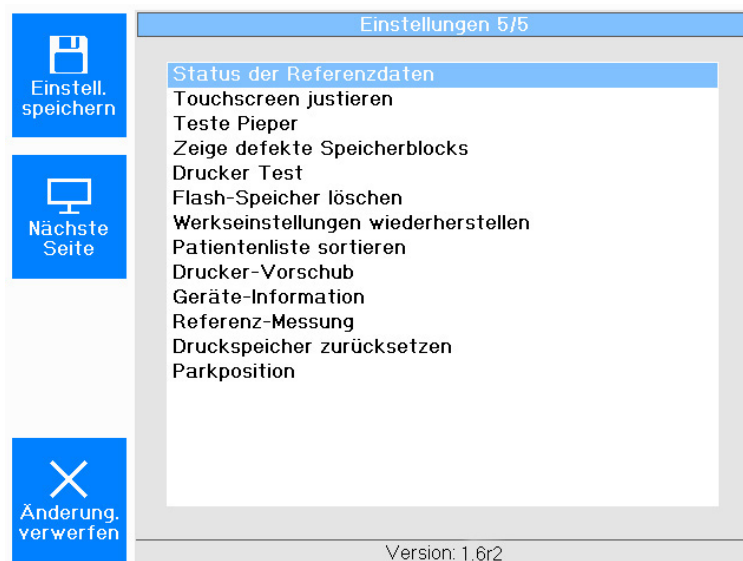 Einstellungen 5/5
Einstell.
speichern
Nächste
Seite
Änderung.
verwerfen
Status der Referenzdaten
Touchscreen justieren
Teste Pieper
Zeige defekte Speicherblocks
Drucker Test
Flash-Speicher löschen
Werkseinstellungen wiederherstellen
Patientenliste sortieren
Drucker-Vorschub
Geräte-Information
Referenz-Messung
Druckspeicher zurücksetzen
Parkposition
Version: 1.6r2